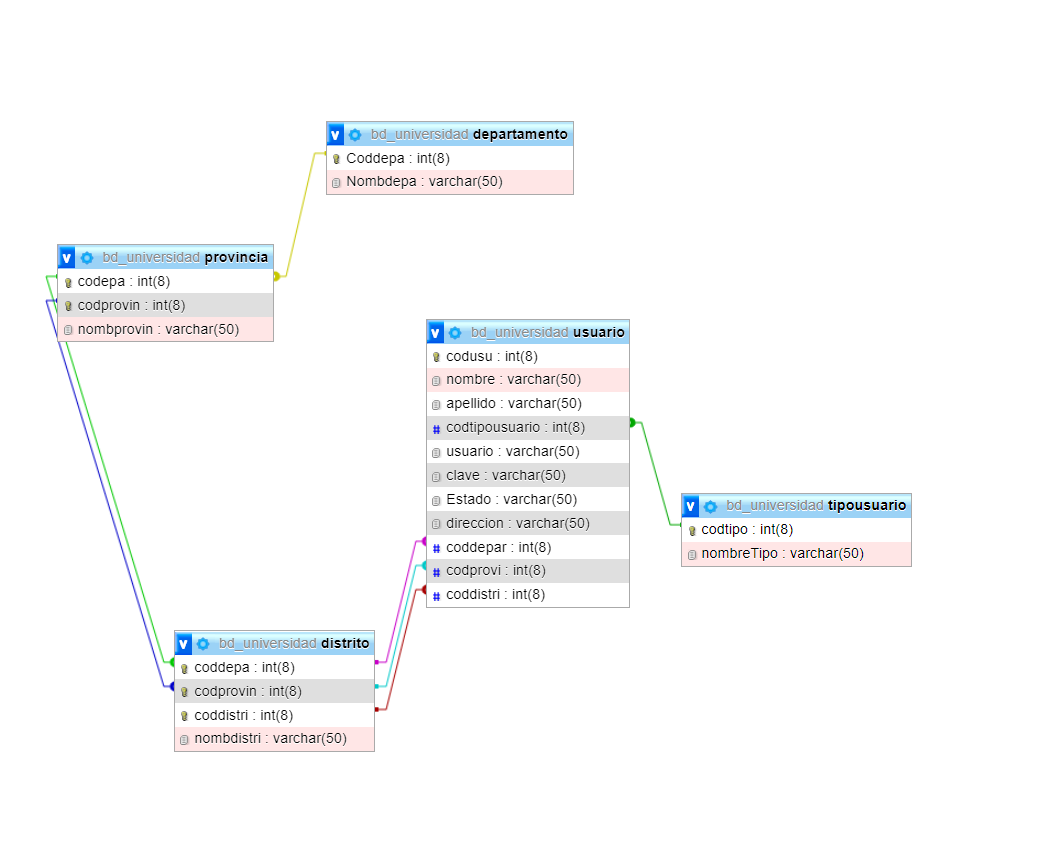 v bd_universidad departamento
Coddepa : int(8)
Nombdepa : varchar(50)
v bd_universidad provincia
codepa : int(8)
codprovin : int(8)
nombprovin : varchar(50)
v bd_universidad usuario
codusu : int(8)
nombre : varchar(50)
apellido : varchar(50)
# codtipousuario : int(8)
usuario : varchar(50)
clave : varchar(50)
Estado : varchar(50)
direccion : varchar(50)
# coddepar : int(8)
# codprovi : int(8)
# coddistri : int(8)
v bd_universidad tipousuario
codtipo : int(8)
nombreTipo : varchar(50)
v bd_universidad distrito
coddepa : int(8)
codprovin : int(8)
coddistri : int(8)
nombdistri : varchar(50)